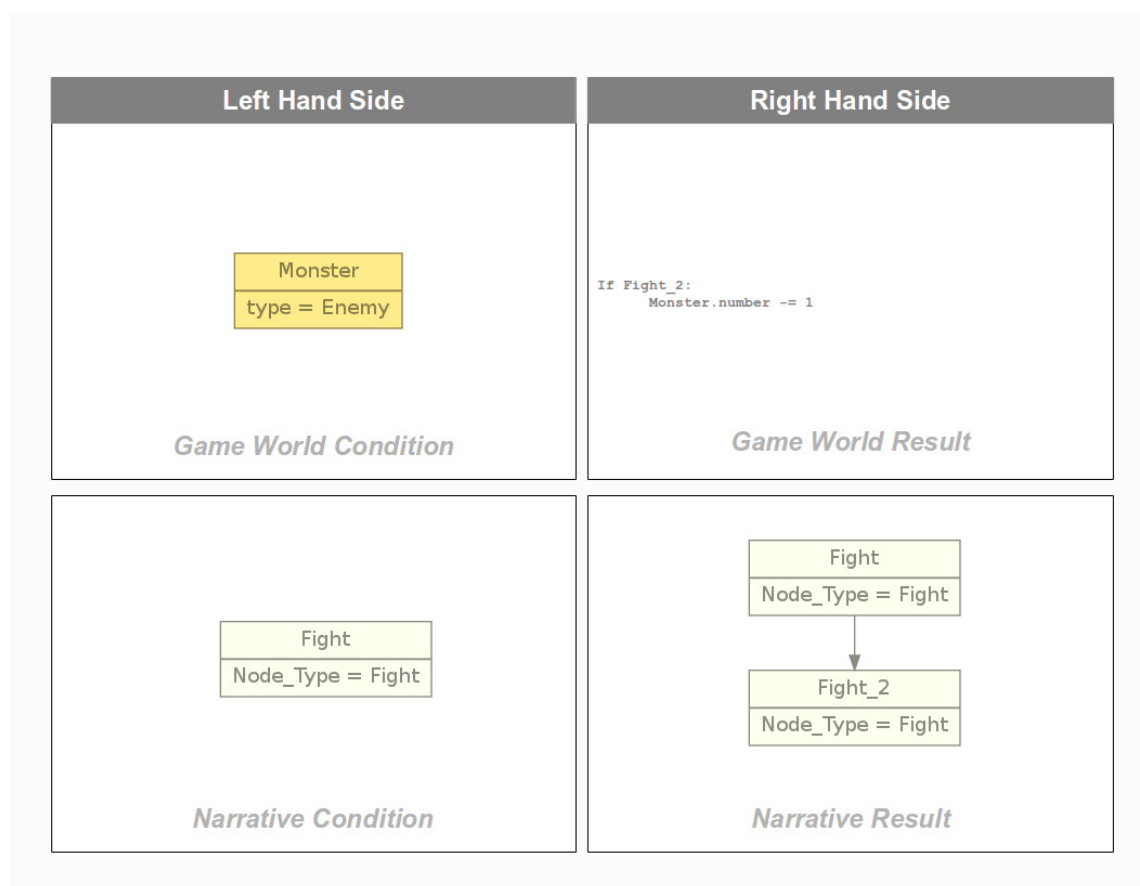 Left Hand Side
Right Hand Side
Monster
type = Enemy
Game World Condition
If Fight_2:
Monster.number -= 1
Game World Result
Fight
Node_Type = Fight
Narrative Condition
Fight
Node_Type = Fight
Fight_2
Node_Type = Fight
Narrative Result